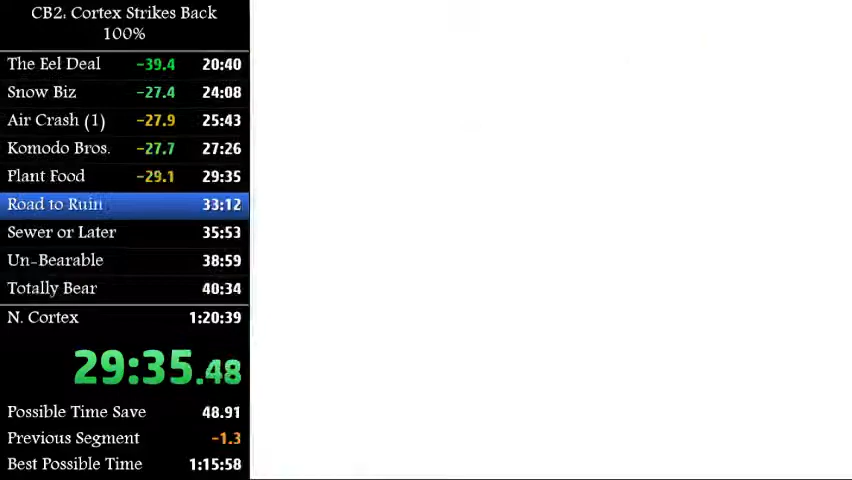 CB2: Cortex Strikes Back
100%
The Eel Deal -39.4 20:40
Snow Biz -27.4 24:08
Air Crash (1) -27.9 25:43
Komodo Bros. -27.7 27:26
Plant Food -29.1 29:35
Road to Ruin 33:12
Sewer or Later 35:53
Un-Bearable 38:59
Totally Bear 40:34
N. Cortex 1:20:39
29:35.48
Possible Time Save 48.91
Previous Segment -1.3
Best Possible Time 1:15:58